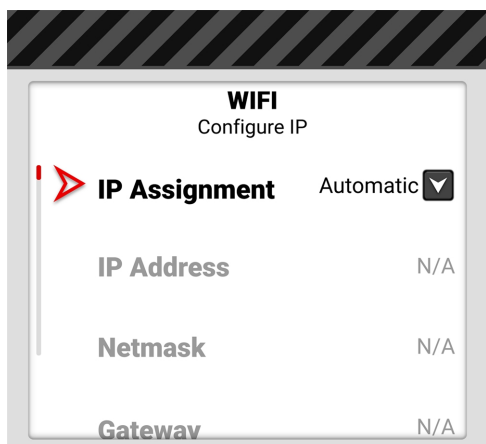 WIFI
Configure IP
IP Assignment Automatic
IP Address N/A
Netmask N/A
Gateway N/A